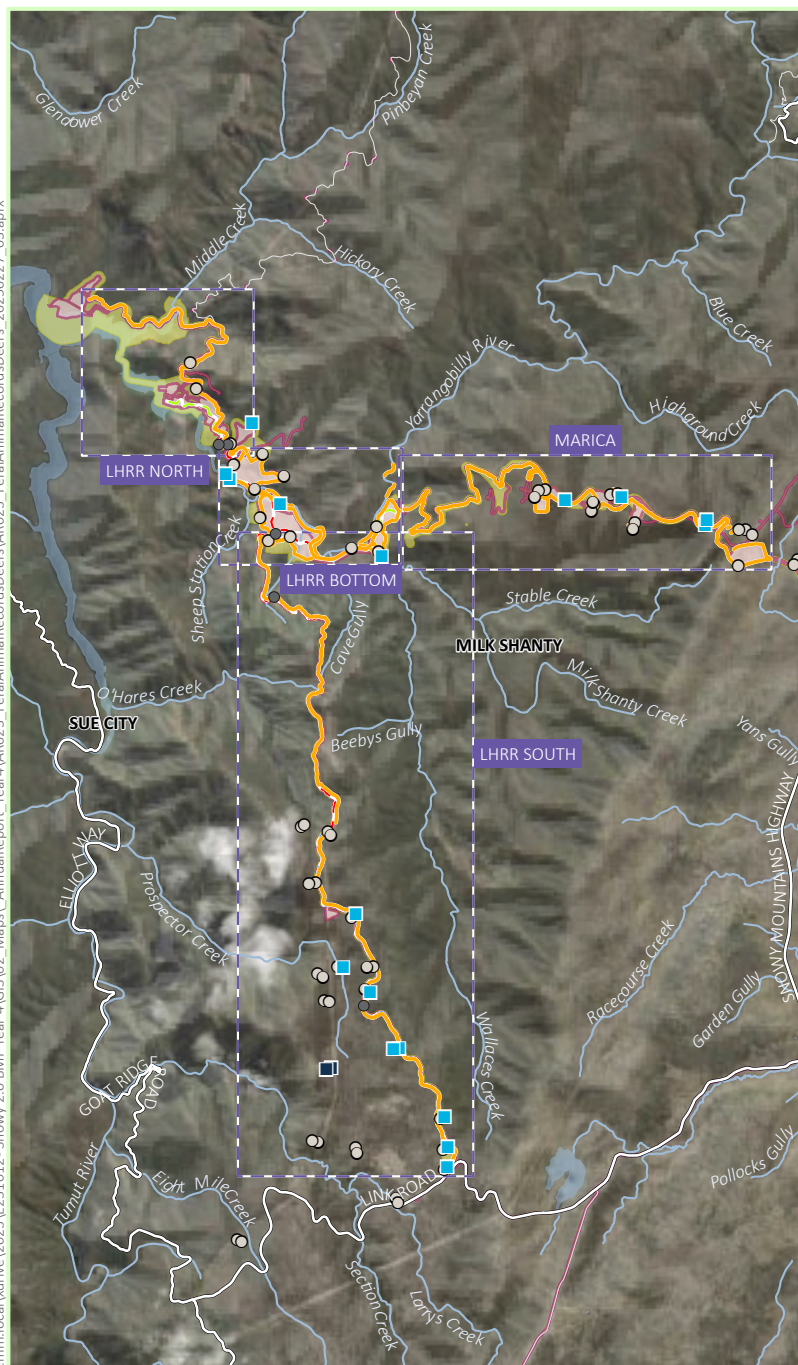 Glendower Creek
Pinbeyan Creek
Middle Creek
Hickory Creek
Blue Creek
Yarrangobilly River
Higharound Creek
MARICA
LHRR NORTH
LHRR BOTTOM
Sheep Station Creek
Stable Creek
Cave Gully
MILK SHANTY
Milk Shanty Creek
O'Hares Creek
SUE CITY
Beebys Gully
LHRR SOUTH
Yans Gully
ELLIOTT WAY
Prospector Creek
SNOWY MOUNTAINS HIGHWAY
Racecourse Creek
Garden Gully
Wallaces Creek
GOAT RIDGE
ROAD
Tumut River
Eight Mile Creek
LINK ROAD
Pollocks Gully
Section Creek
Larrys Creek